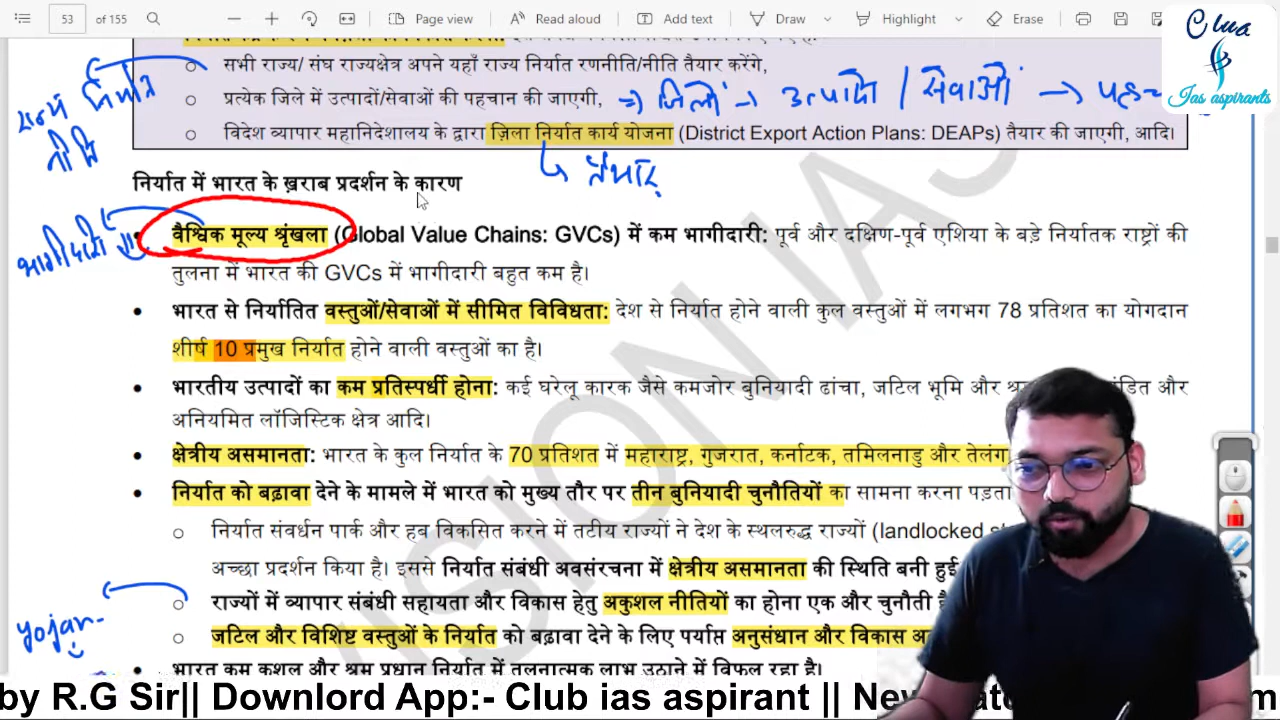 53 of 155 Page view Read aloud Add text Draw Highlight Erase
Clua
Ias aspirants
सभी राज्य/ संघ राज्यक्षेत्र अपने यहाँ राज्य निर्यात रणनीति/नीति तैयार करेंगे,
प्रत्येक जिले में उत्पादों/सेवाओं की पहचान की जाएगी, → जिलों → उत्पादों / सेवाओं →
विदेश व्यापार महानिदेशालय के द्वारा ज़िला निर्यात कार्य योजना (District Export Action Plans: DEAPs) तैयार की जाएगी, आदि।
राज्य निर्यात
नीति
तैयार
निर्यात में भारत के ख़राब प्रदर्शन के कारण
भागीदारी
• वैश्विक मूल्य श्रृंखला (Global Value Chains: GVCs) में कम भागीदारी: पूर्व और दक्षिण-पूर्व एशिया के बड़े निर्यातक राष्ट्रों की
तुलना में भारत की GVCs में भागीदारी बहुत कम है।
• भारत से निर्यातित वस्तुओं/सेवाओं में सीमित विविधता: देश से निर्यात होने वाली कुल वस्तुओं में लगभग 78 प्रतिशत का योगदान
शीर्ष 10 प्रमुख निर्यात होने वाली वस्तुओं का है।
• भारतीय उत्पादों का कम प्रतिस्पर्धी होना: कई घरेलू कारक जैसे कमजोर बुनियादी ढांचा, जटिल भूमि और
अनियमित लॉजिस्टिक क्षेत्र आदि।
• क्षेत्रीय असमानता: भारत के कुल निर्यात के 70 प्रतिशत में महाराष्ट्र, गुजरात, कर्नाटक, तमिलनाडु और
• निर्यात को बढ़ावा देने के मामले में भारत को मुख्य तौर पर तीन बुनियादी चुनौतियों का सामना करना पड़ता
निर्यात संवर्धन पार्क और हब विकसित करने में तटीय राज्यों ने देश के स्थलरुद्ध राज्यों (landlocked
अच्छा प्रदर्शन किया है। इससे निर्यात संबंधी अवसंरचना में क्षेत्रीय असमानता की स्थिति बनी हुई
राज्यों में व्यापार संबंधी सहायता और विकास हेतु अकुशल नीतियों का होना एक और चुनौती
जटिल और विशिष्ट वस्तुओं के निर्यात को बढ़ावा देने के लिए पर्याप्त अनुसंधान और विकास
• भारत कम कुशल और श्रम प्रधान निर्यात में तुलनात्मक लाभ उठाने में विफल रहा है।
VISION IAS
by R.G Sir|| Downlord App:- Club ias aspirant ||